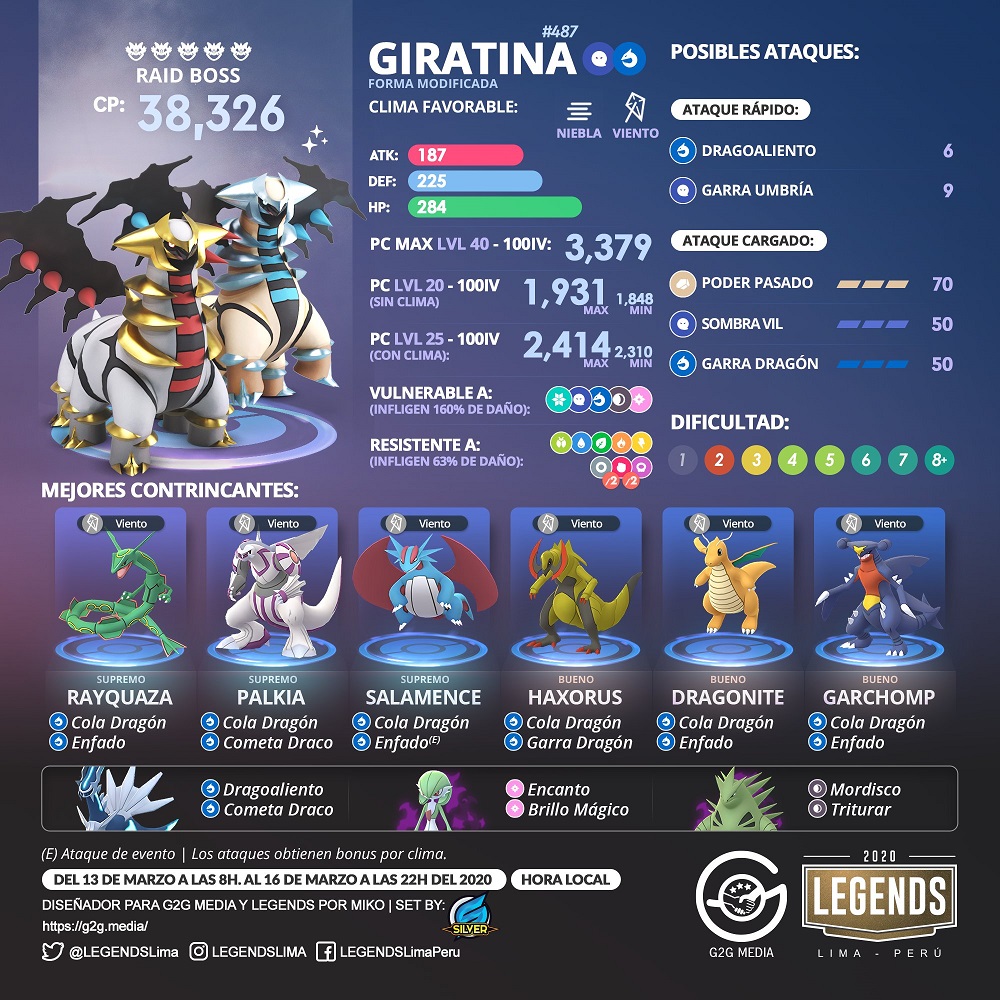 RAID BOSS
CP: 38,326
#487
GIRATINA
FORMA MODIFICADA
CLIMA FAVORABLE:
NIEBLA VIENTO
ATK: 187
DEF: 225
HP: 284
PC MAX LVL 40 - 100IV: 3,379
PC LVL 20 - 100IV
(SIN CLIMA)
1,931 MAX 1,848 MIN
PC LVL 25 - 100IV
(CON CLIMA):
2,414 MAX 2,310 MIN
VULNERABLE A:
(INFLIGEN 160% DE DAÑO):
RESISTENTE A:
(INFLIGEN 63% DE DAÑO):
/2 /2
POSIBLES ATAQUES:
ATAQUE RÁPIDO:
DRAGOALIENTO 6
GARRA UMBRÍA 9
ATAQUE CARGADO:
PODER PASADO 70
SOMBRA VIL 50
GARRA DRAGÓN 50
DIFICULTAD:
1 2 3 4 5 6 7 8+
MEJORES CONTRINCANTES:
Viento Viento Viento Viento Viento Viento
SUPREMO SUPREMO SUPREMO BUENO BUENO BUENO
RAYQUAZA PALKIA SALAMENCE HAXORUS DRAGONITE GARCHOMP
Cola Dragón Cola Dragón Cola Dragón Cola Dragón Cola Dragón Cola Dragón
Enfado Cometa Draco Enfado(E) Garra Dragón Enfado Enfado
Dragoaliento Encanto Mordisco
Cometa Draco Brillo Mágico Triturar
(E) Ataque de evento | Los ataques obtienen bonus por clima.
DEL 13 DE MARZO A LAS 8H. AL 16 DE MARZO A LAS 22H DEL 2020 HORA LOCAL
DISEÑADOR PARA G2G MEDIA Y LEGENDS POR MIKO | SET BY:
SILVER
https://g2g.media/
@LEGENDSLima LEGENDSLIMA LEGENDSLimaPeru
G2G MEDIA
2020
LEGENDS
LIMA - PERÚ